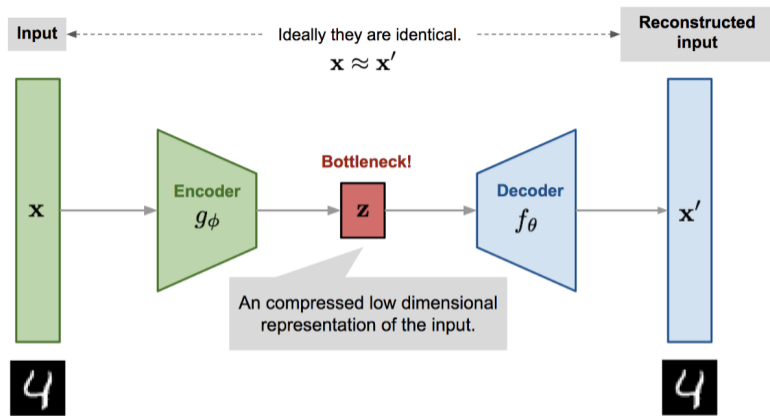 Input
Ideally they are identical.
x ≈ x′
Reconstructed
input
Bottleneck!
x
Encoder
gϕ
z
Decoder
fθ
x′
An compressed low dimensional
representation of the input.
4
4